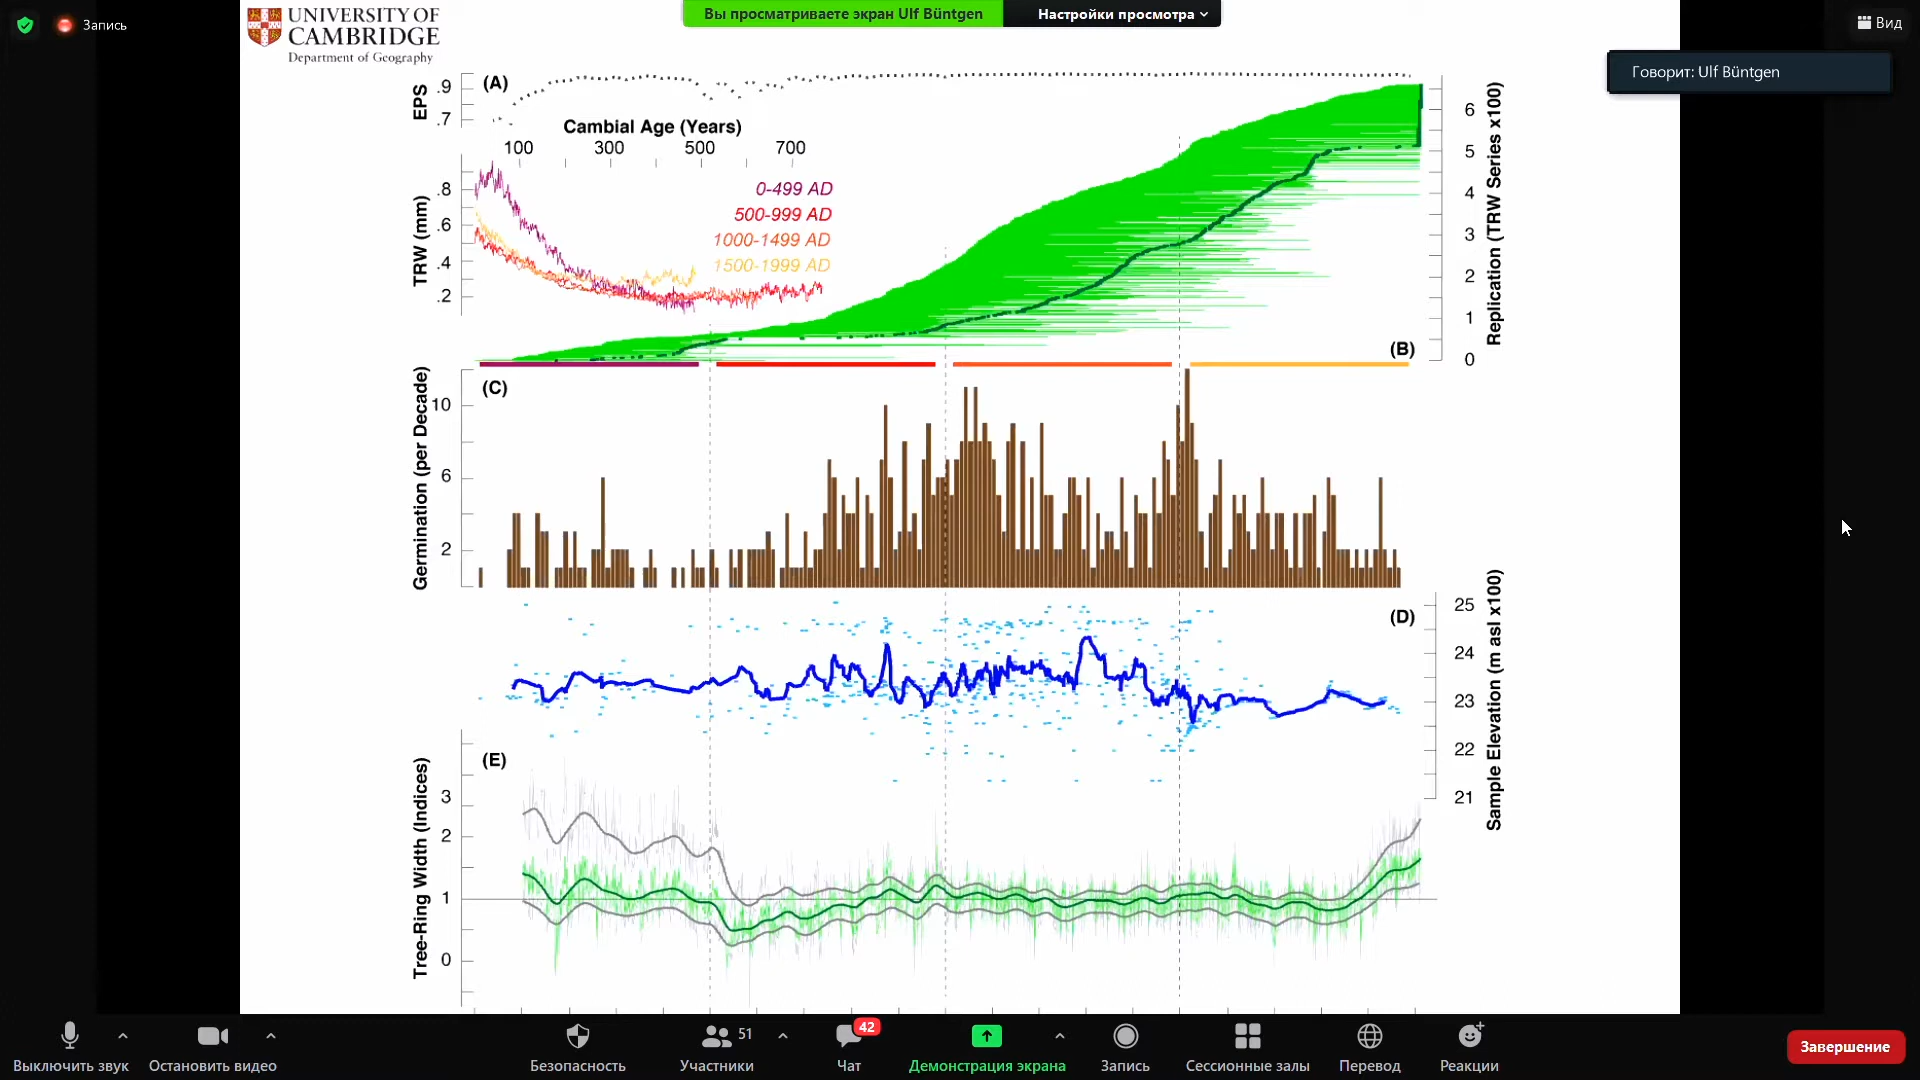 Запись
UNIVERSITY OF
CAMBRIDGE
Department of Geography
Вы просматриваете экран Ulf Büntgen
Настройки просмотра
Вид
Говорит: Ulf Büntgen
(A)
EPS
.9
.7
Cambial Age (Years)
100 300 500 700
TRW (mm)
.8
.6
.4
.2
0-499 AD
500-999 AD
1000-1499 AD
1500-1999 AD
Replication (TRW Series x100)
6
5
4
3
2
1
0
(B)
(C)
Germination (per Decade)
10
6
2
(D)
Sample Elevation (m asl x100)
25
24
23
22
21
(E)
Tree-Ring Width (Indices)
3
2
1
0
Выключить звук
Остановить видео
Безопасность
51
Участники
42
Чат
Демонстрация экрана
Запись
Сессионные залы
Перевод
Реакции
Завершение